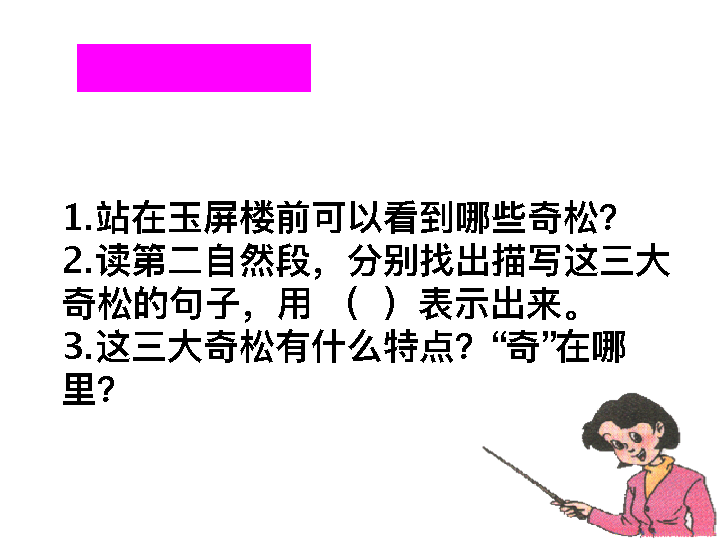 1.站在玉屏楼前可以看到哪些奇松？
2.读第二自然段，分别找出描写这三大
奇松的句子，用 （ ）表示出来。
3.这三大奇松有什么特点？“奇”在哪
里？